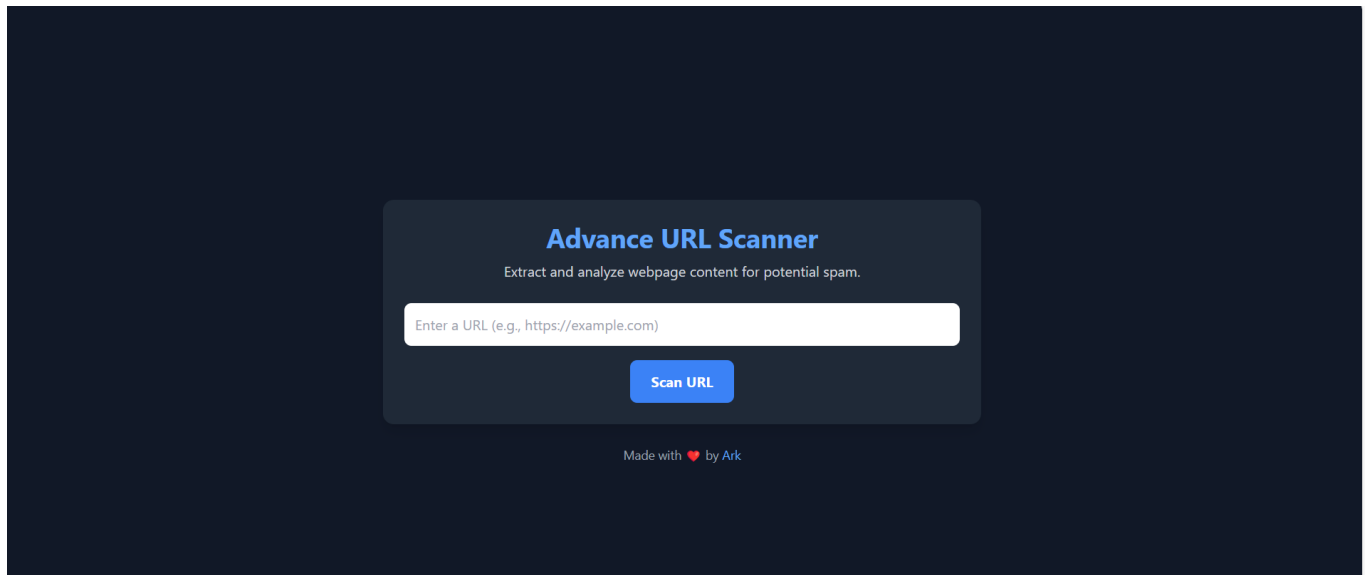 Advance URL Scanner
Extract and analyze webpage content for potential spam.
Enter a URL (e.g., https://example.com)
Scan URL
Made with ❤️ by Ark